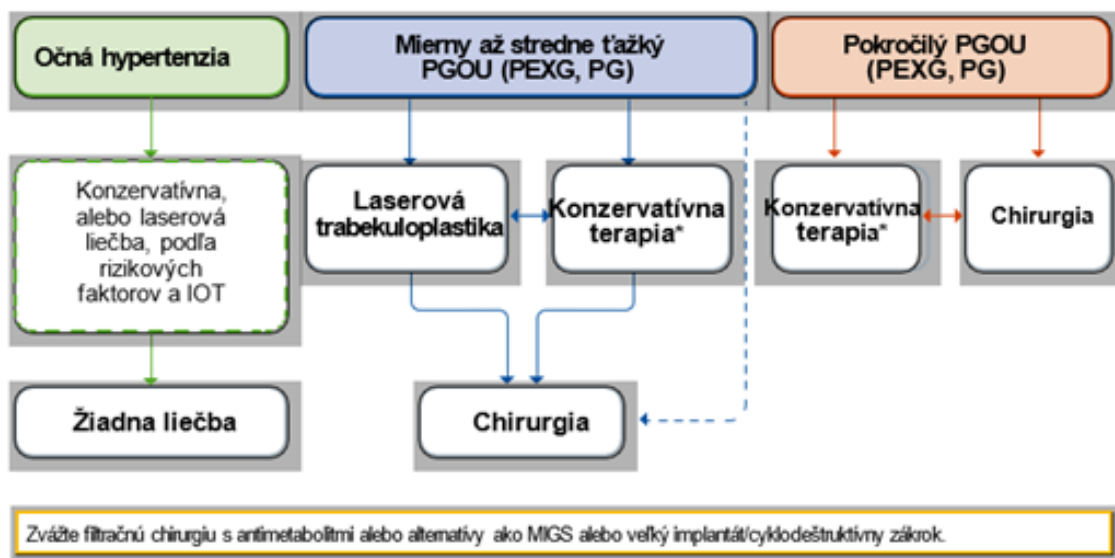 Očná hypertenzia
Mierny až stredne ťažký
PGOU (PEXG, PG)
Pokročilý PGOU
(PEXG, PG)
Konzervatívna,
alebo laserová
liečba, podľa
rizikových
faktorov a IOT
Laserová
trabekuloplastika
Konzervatívna
terapia*
Konzervatívna
terapia*
Chirurgia
Žiadna liečba
Chirurgia
Zvážte filtračnú chirurgiu s antimetabolitmi alebo alternatívy ako MIGS alebo veľký implantát/cyklodeštruktívny zákrok.